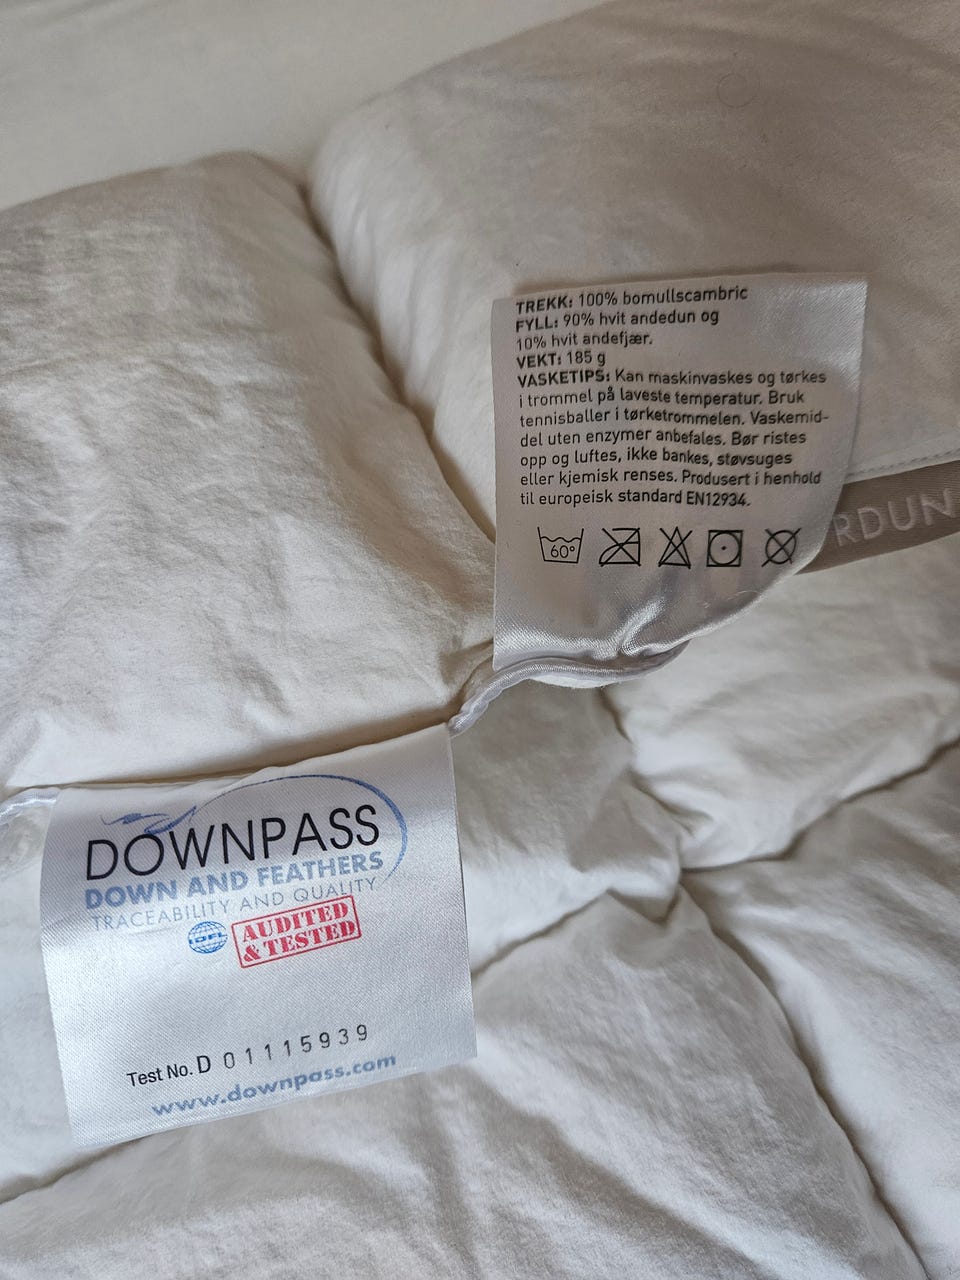 TREKK: 100% bomullscambric
FYLL: 90% hvit andedun og
10% hvit andefjær.
VEKT: 185 g
VASKETIPS: Kan maskinvaskes og tørkes
i trommel på laveste temperatur. Bruk
tennisballer i tørketrommelen. Vaskemid-
del uten enzymer anbefales. Bør ristes
opp og luftes, ikke bankes, støvsuges
eller kjemisk renses. Produsert i henhold
til europeisk standard EN12934.
60°
RDUN
DOWNPASS
DOWN AND FEATHERS
TRACEABILITY AND QUALITY
IDFL
AUDITED
& TESTED
Test No. D 01115939
www.downpass.com